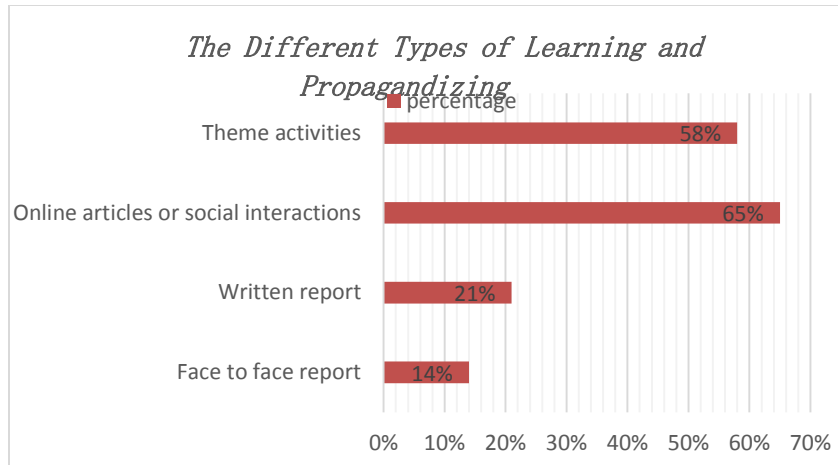 The Different Types of Learning and
Propagandizing
percentage
Theme activities
58%
Online articles or social interactions
65%
Written report
21%
Face to face report
14%
0% 10% 20% 30% 40% 50% 60% 70%